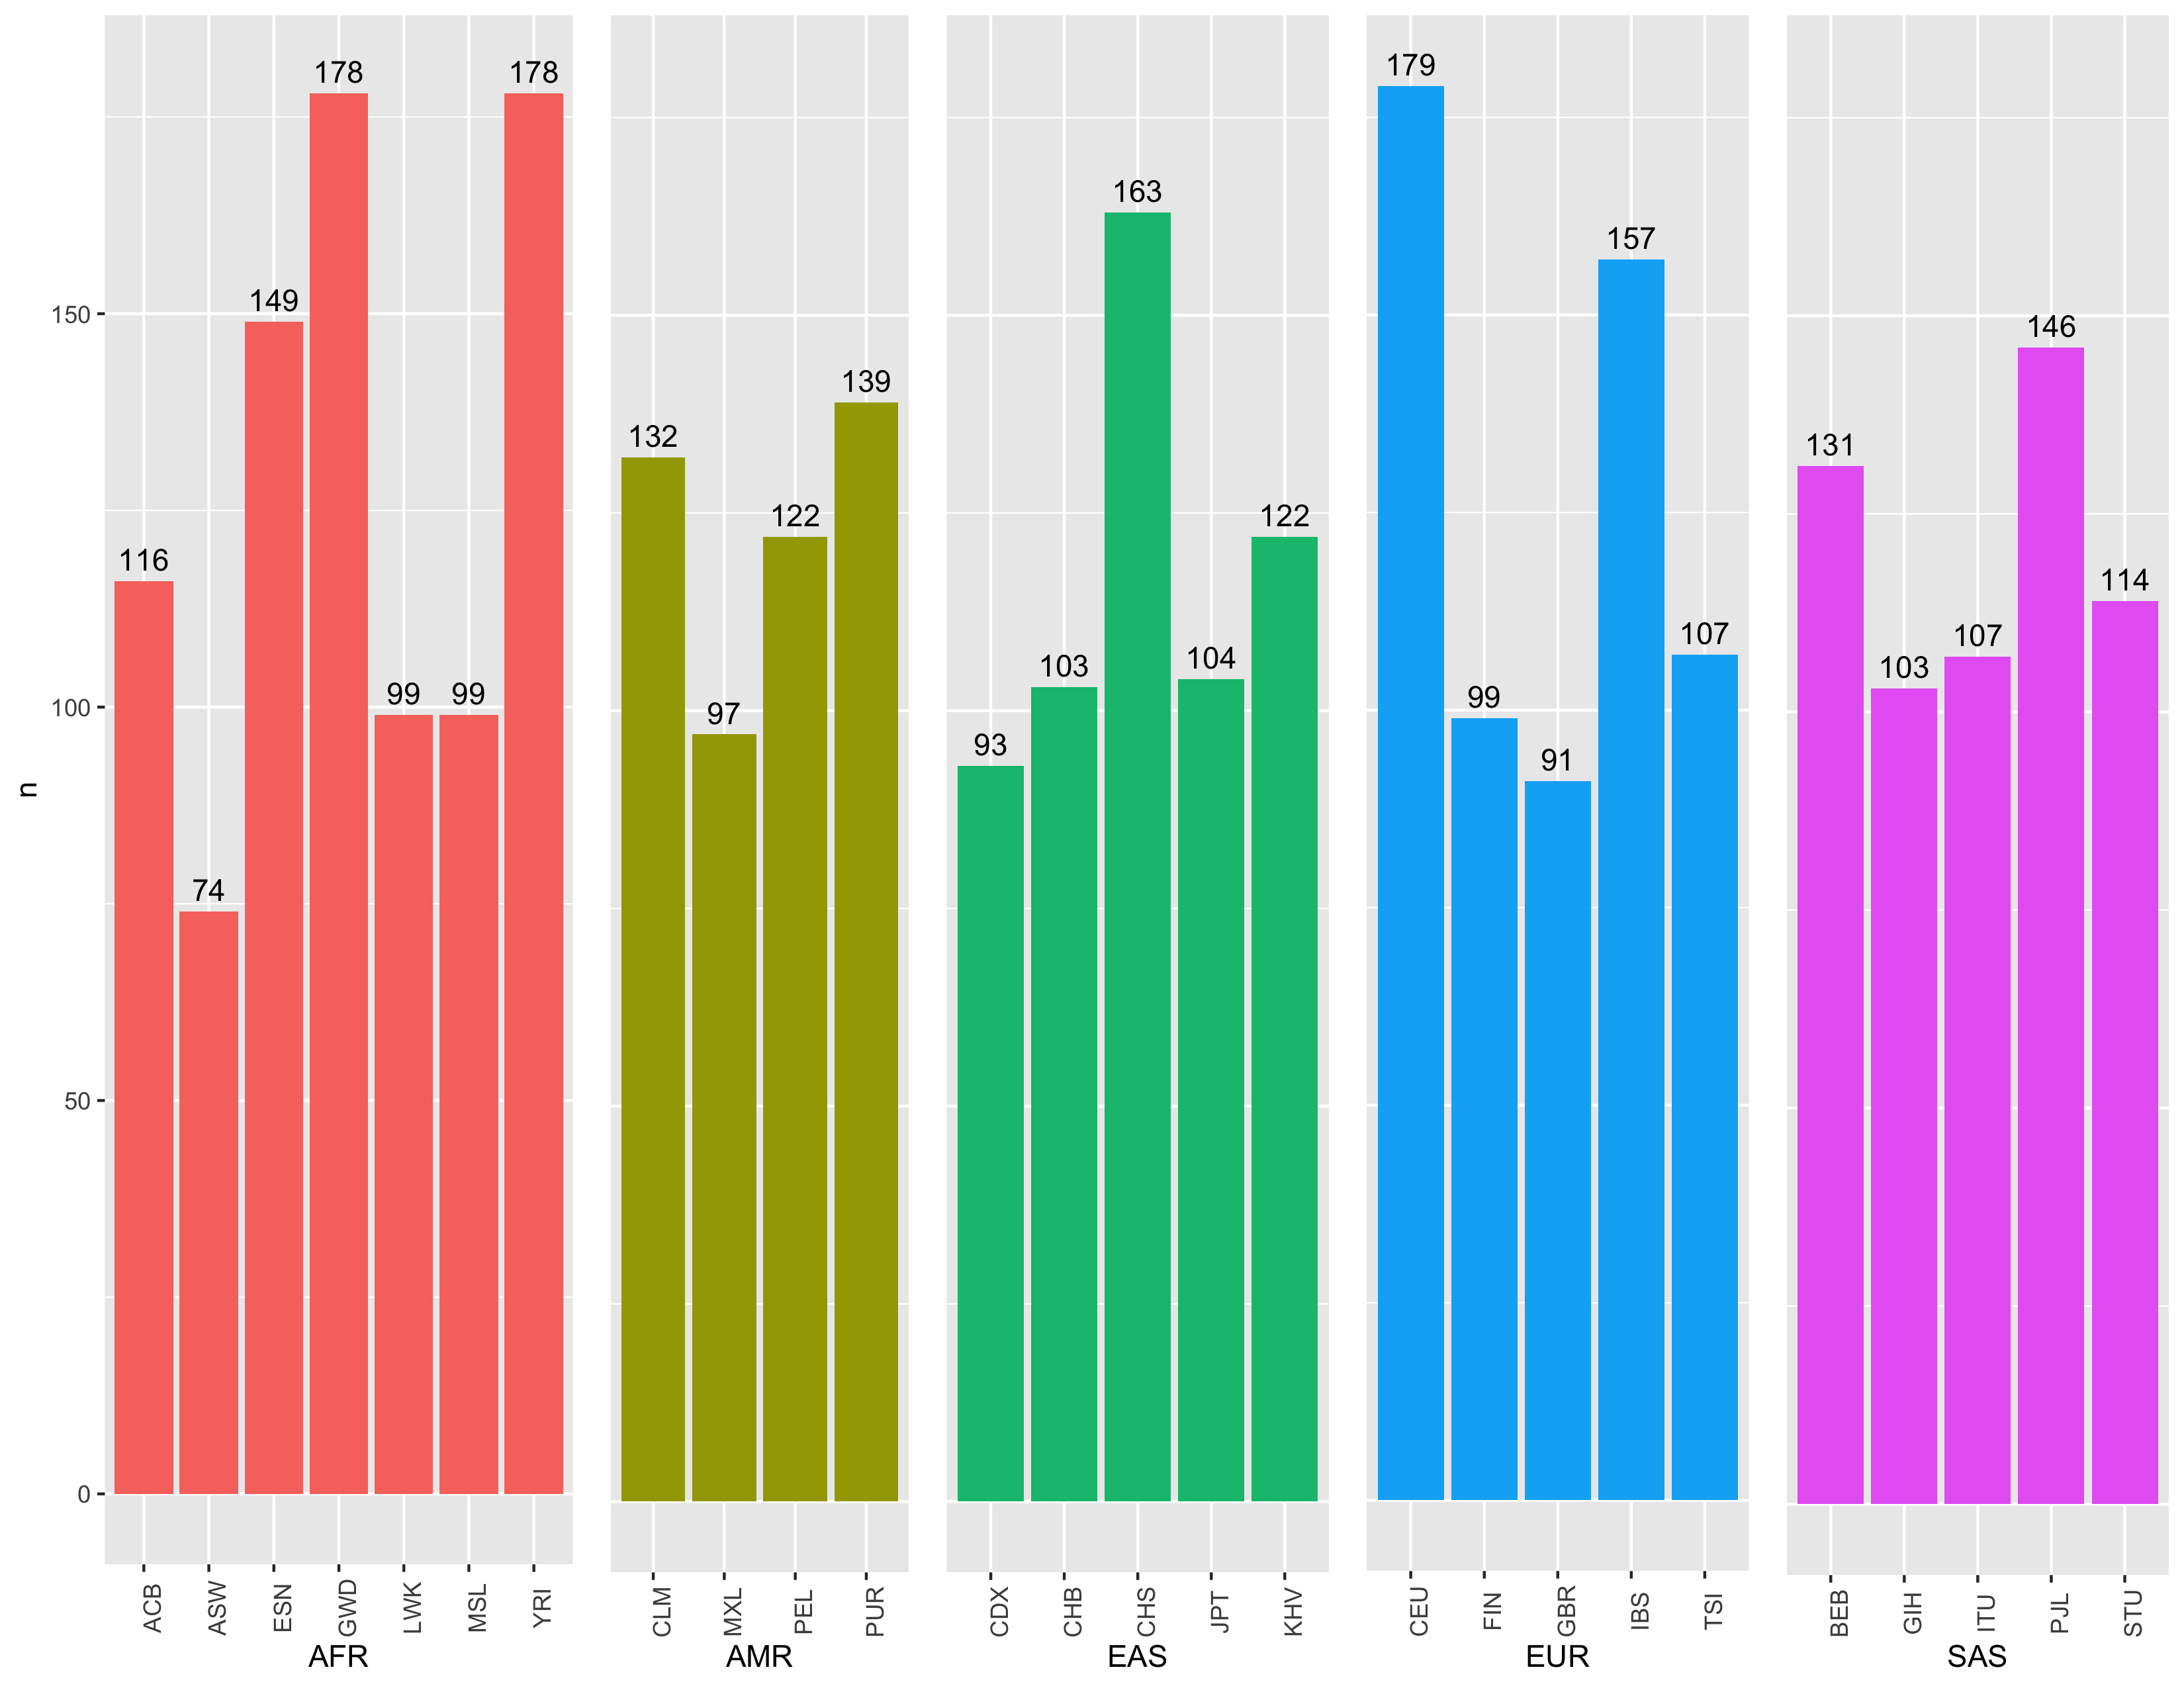 n
150
100
50
0
116
74
149
178
99
99
178
ACB
ASW
ESN
GWD
LWK
MSL
YRI
AFR
132
97
122
139
CLM
MXL
PEL
PUR
AMR
93
103
163
104
122
CDX
CHB
CHS
JPT
KHV
EAS
179
99
91
157
107
CEU
FIN
GBR
IBS
TSI
EUR
131
103
107
146
114
BEB
GIH
ITU
PJL
STU
SAS